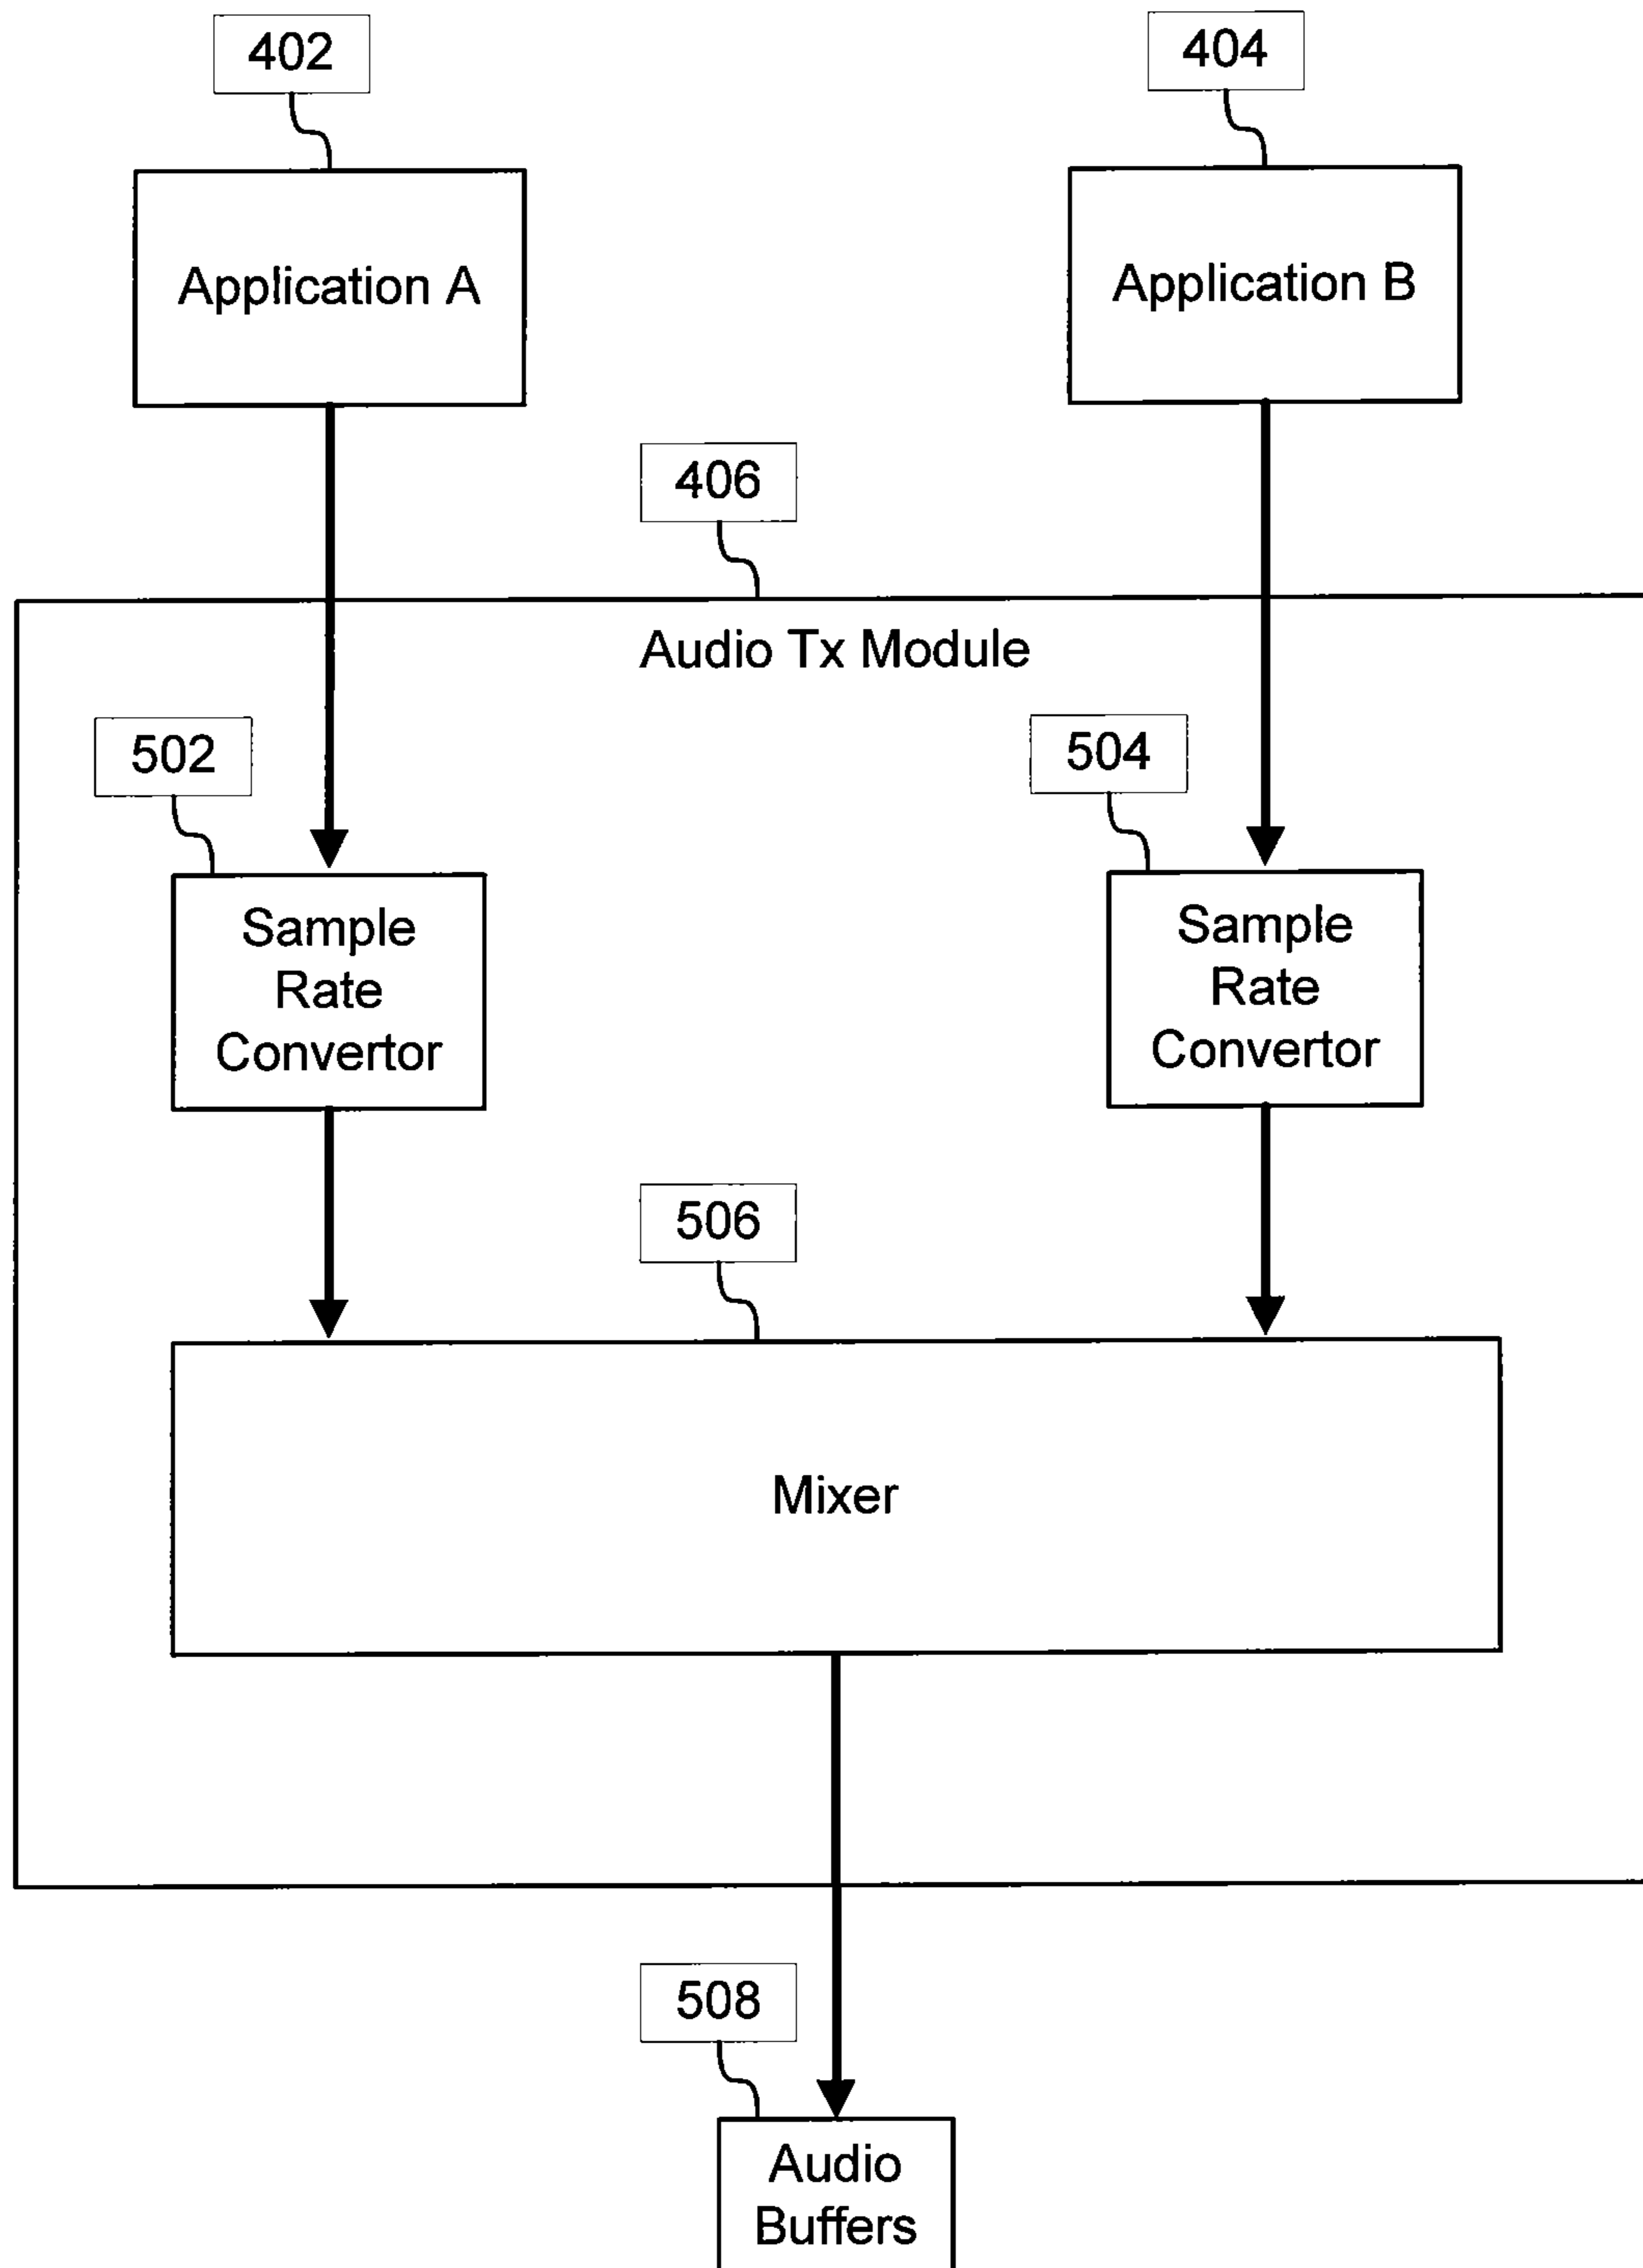 402
404
Application A
Application B
406
Audio Tx Module
502
504
Sample
Rate
Convertor
Sample
Rate
Convertor
506
Mixer
508
Audio
Buffers